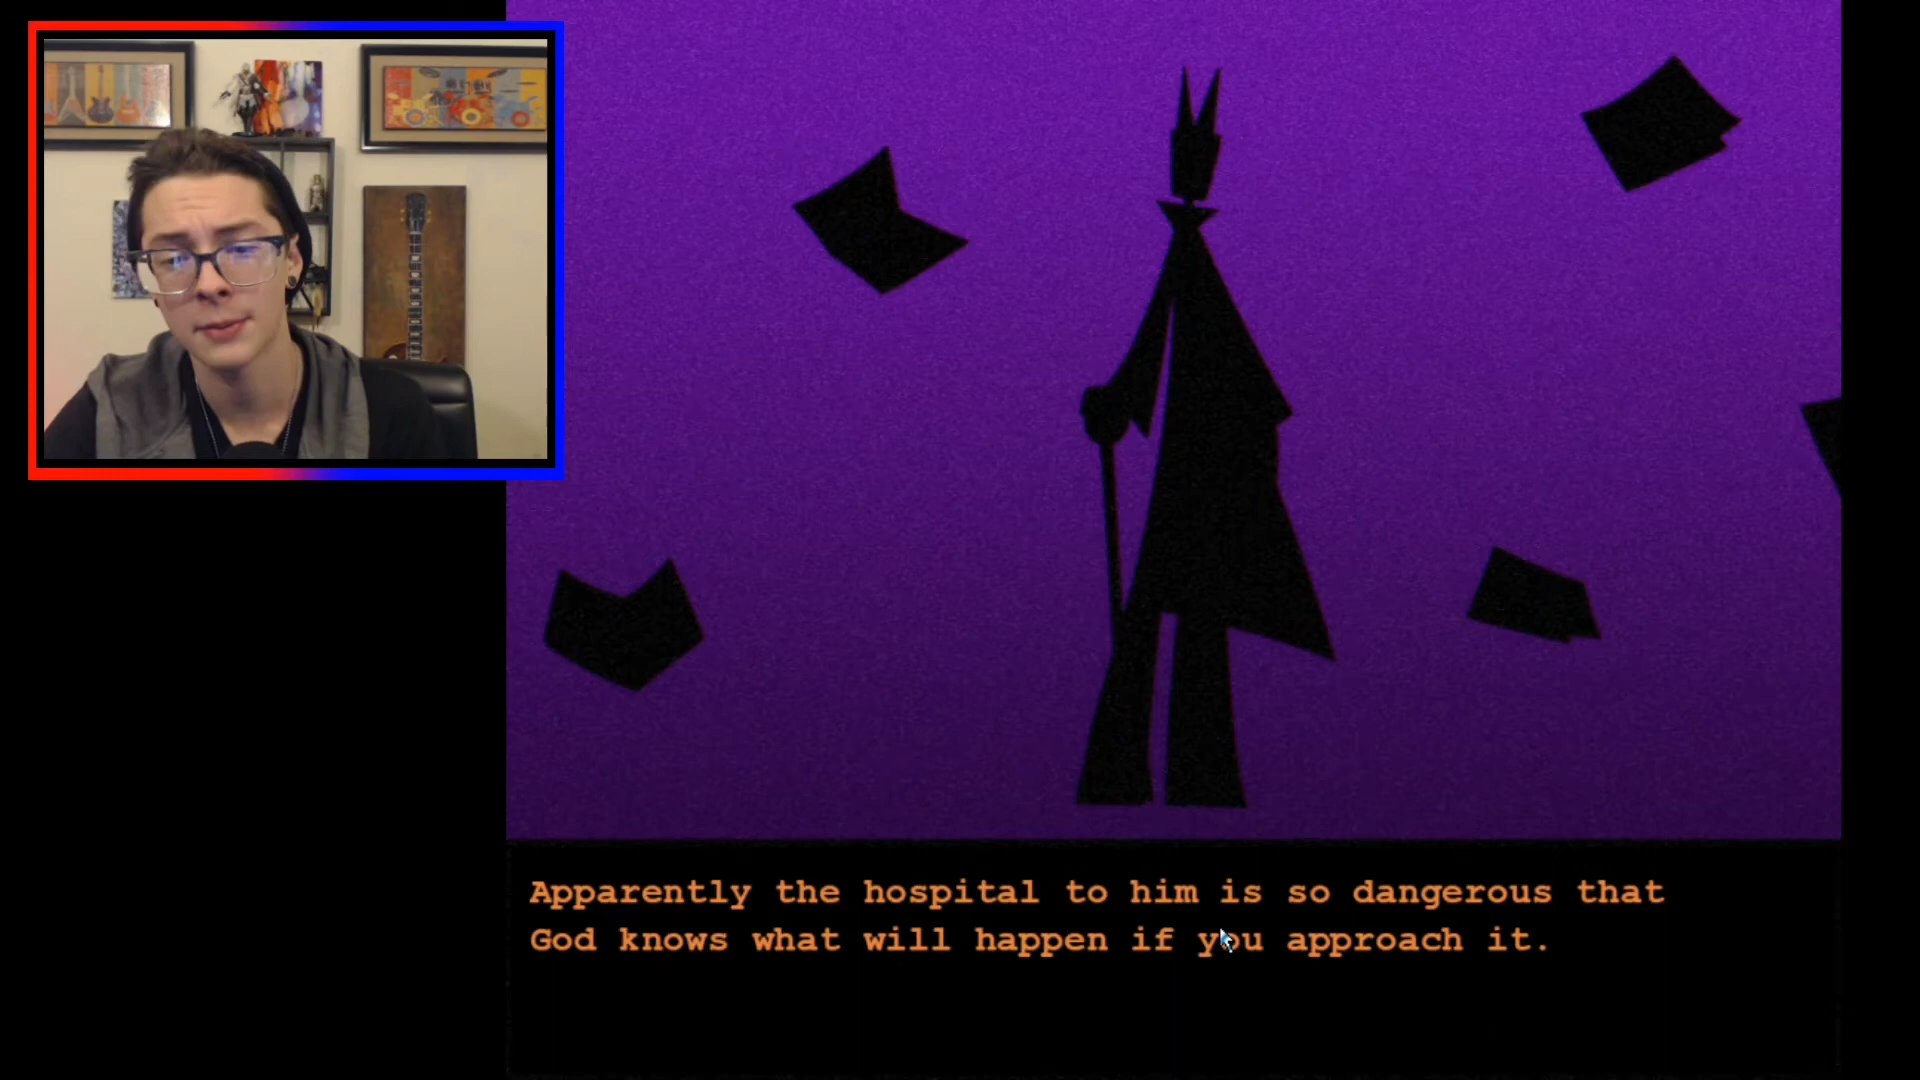 Apparently the hospital to him is so dangerous that
God knows what will happen if you approach it.